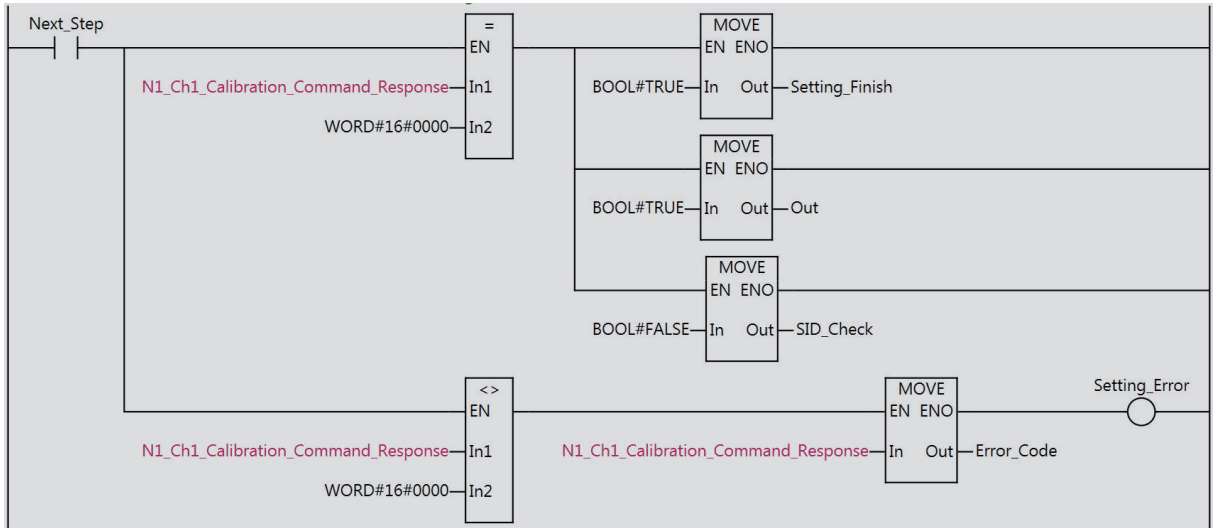 Next_Step
=
EN
N1_Ch1_Calibration_Command_Response In1
WORD#16#0000 In2
MOVE
EN ENO
BOOL#TRUE In Out Setting_Finish
MOVE
EN ENO
BOOL#TRUE In Out Out
MOVE
EN ENO
BOOL#FALSE In Out SID_Check
<>
EN
N1_Ch1_Calibration_Command_Response In1
WORD#16#0000 In2
MOVE
EN ENO
N1_Ch1_Calibration_Command_Response In Out Error_Code
Setting_Error